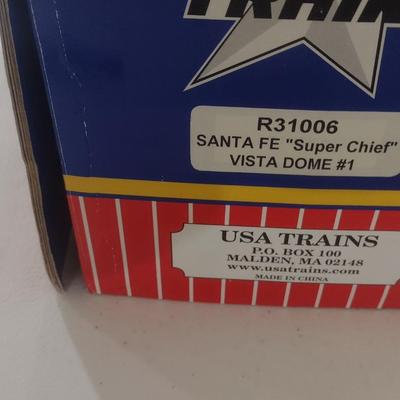 TRAIN
R31006
SANTA FE "Super Chief"
VISTA DOME #1
USA TRAINS
P.O. BOX 100
MALDEN, MA 02148
www.usatrains.com
MADE IN CHINA